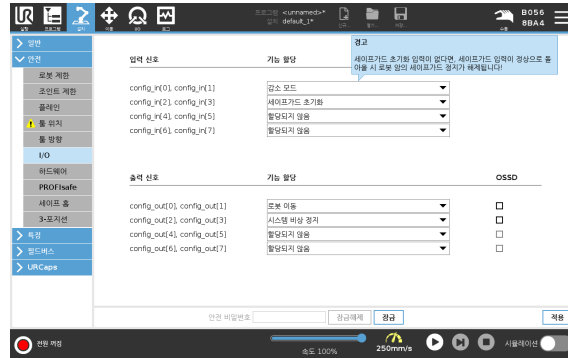 프로그램 <unnamed>*
설치 default_1*
B056
8BA4
실행
프로그램
설치
이동
I/O
로그
신규...
열기...
저장...
수동
일반
안전
로봇 제한
조인트 제한
플레인
툴 위치
툴 방향
I/O
하드웨어
PROFIsafe
세이프 홈
3-포지션
특징
필드버스
URCaps
경고
세이프가드 초기화 입력이 없다면, 세이프가드 입력이 정상으로 돌
아올 시 로봇 암의 세이프가드 정지가 해제됩니다!
입력 신호 기능 할당
config_in[0], config_in[1] 감소 모드
config_in[2], config_in[3] 세이프가드 초기화
config_in[4], config_in[5] 할당되지 않음
config_in[6], config_in[7] 할당되지 않음
출력 신호 기능 할당 OSSD
config_out[0], config_out[1] 로봇 이동
config_out[2], config_out[3] 시스템 비상 정지
config_out[4], config_out[5] 할당되지 않음
config_out[6], config_out[7] 할당되지 않음
안전 비밀번호 잠금해제 잠금 적용
전원 꺼짐
속도 100%
250mm/s
시뮬레이션